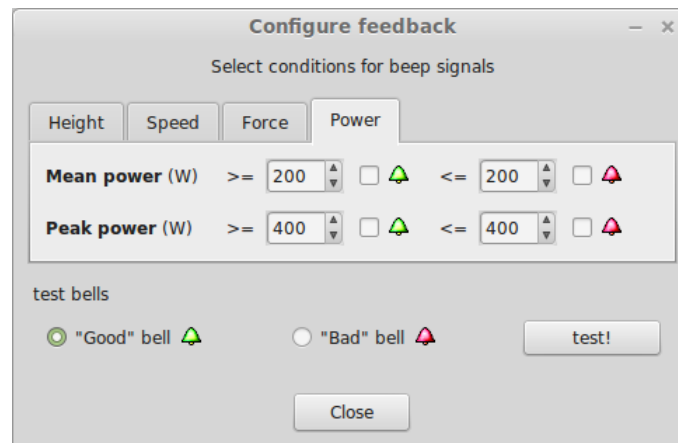 Configure feedback
Select conditions for beep signals
Height Speed Force Power
Mean power (W) >= 200 <= 200
Peak power (W) >= 400 <= 400
test bells
"Good" bell "Bad" bell test!
Close